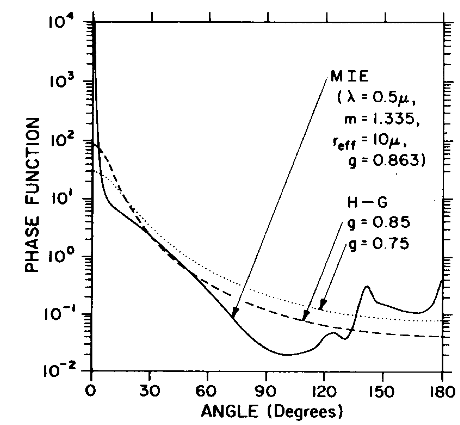 10⁴
10³
10²
10¹
10⁰
10⁻¹
10⁻²
PHASE FUNCTION
MIE
(λ = 0.5μ,
m = 1.335,
r_eff = 10μ,
g = 0.863)
H-G
g = 0.85
g = 0.75
0 30 60 90 120 150 180
ANGLE (Degrees)